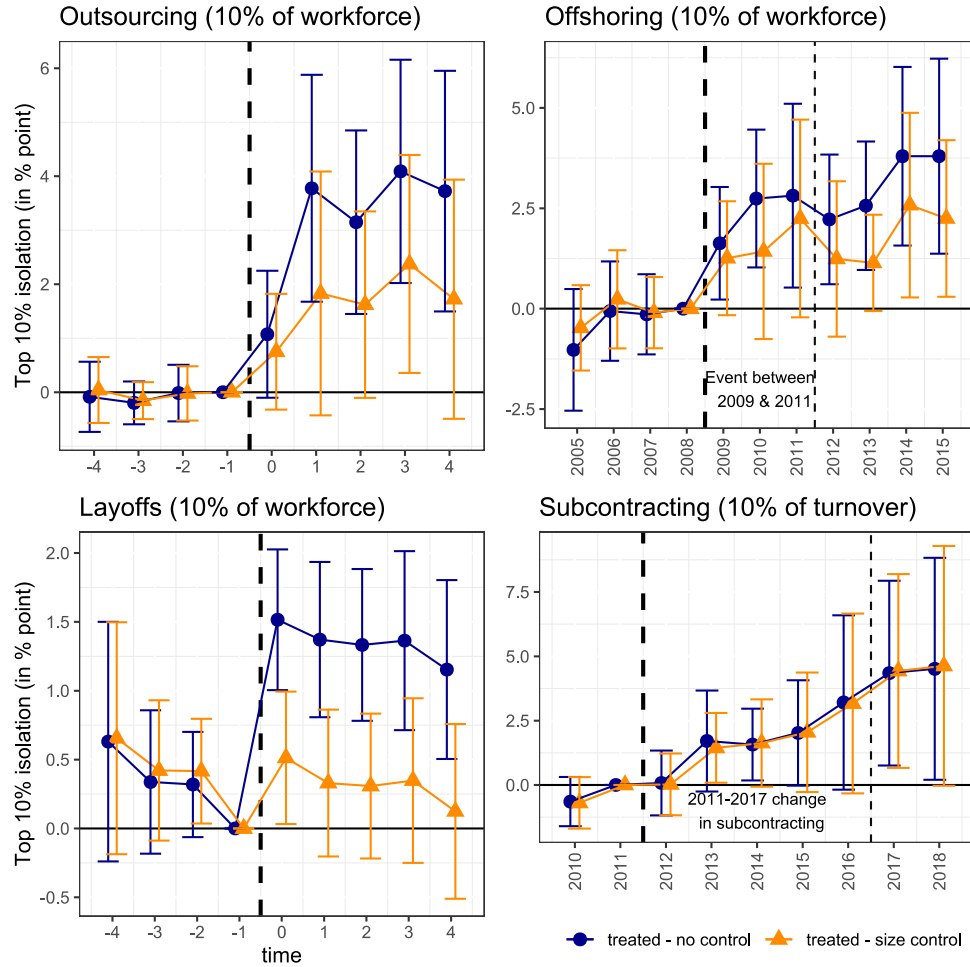 Outsourcing (10% of workforce)
Top 10% isolation (in % point)
6
4
2
0
-4 -3 -2 -1 0 1 2 3 4
Offshoring (10% of workforce)
5.0
2.5
0.0
-2.5
Event between
2009 & 2011
2005 2006 2007 2008 2009 2010 2011 2012 2013 2014 2015
Layoffs (10% of workforce)
Top 10% isolation (in % point)
2.0
1.5
1.0
0.5
0.0
-0.5
-4 -3 -2 -1 0 1 2 3 4
time
Subcontracting (10% of turnover)
7.5
5.0
2.5
0.0
2011-2017 change
in subcontracting
2010 2011 2012 2013 2014 2015 2016 2017 2018
treated - no control treated - size control